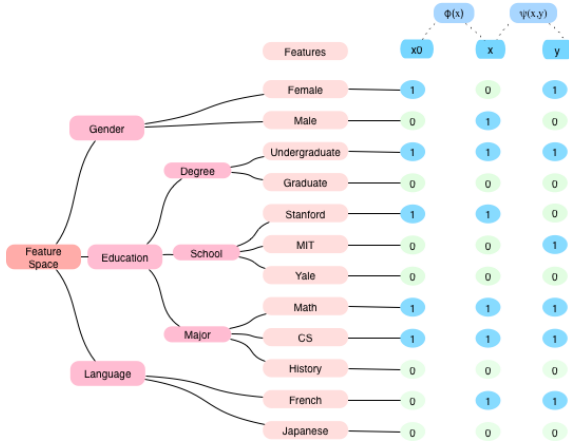 ϕ(x) ψ(x,y)
Features x0 x y
Female 1 0 1
Gender
Male 0 1 0
Undergraduate 1 1 1
Degree
Graduate 0 0 0
Stanford 1 1 0
Feature
Space
Education
School
MIT 0 0 1
Yale 0 0 0
Math 1 1 1
Major
CS 1 1 1
History 0 0 0
Language
French 0 1 1
Japanese 0 0 0